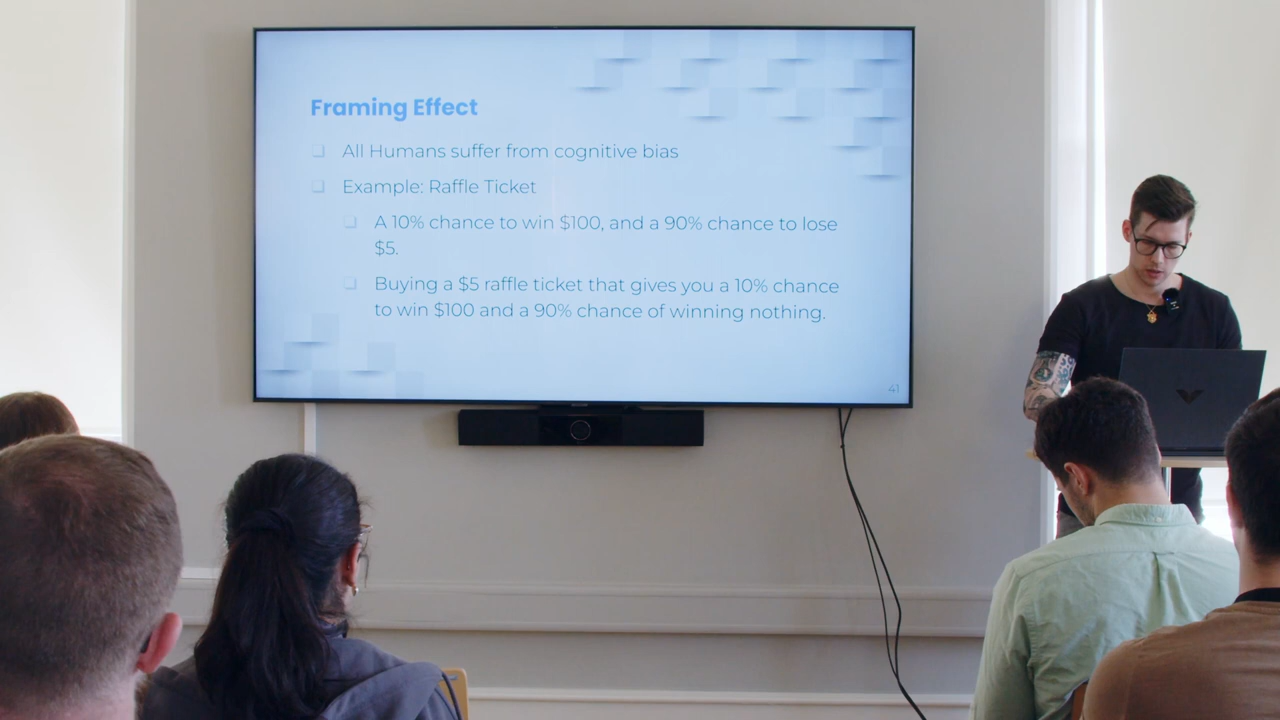 Framing Effect
All Humans suffer from cognitive bias
Example: Raffle Ticket
A 10% chance to win $100, and a 90% chance to lose
$5.
Buying a $5 raffle ticket that gives you a 10% chance
to win $100 and a 90% chance of winning nothing.
41